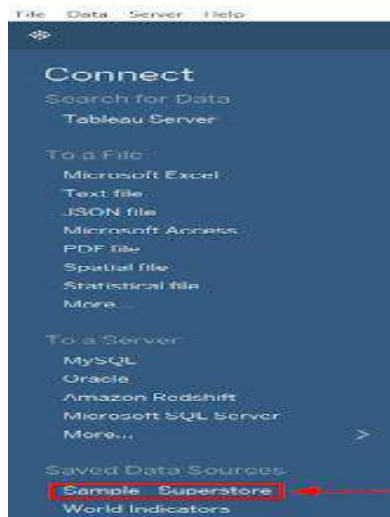 File Data Server Help
Connect
Search for Data
Tableau Server
To a File
Microsoft Excel
Text file
JSON file
Microsoft Access
PDF file
Spatial file
Statistical file
More...
To a Server
MySQL
Oracle
Amazon Redshift
Microsoft SQL Server
More... >
Saved Data Sources
Sample - Superstore
World Indicators